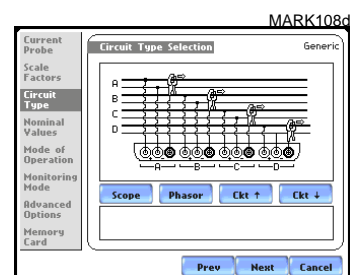 MARK108d
Current Probe
Circuit Type Selection
Generic
Scale Factors
Circuit Type
Nominal Values
Mode of Operation
Monitoring Mode
Advanced Options
Memory Card
A
B
C
D
A B C D
Scope Phasor Ckt ↑ Ckt ↓
Prev Next Cancel